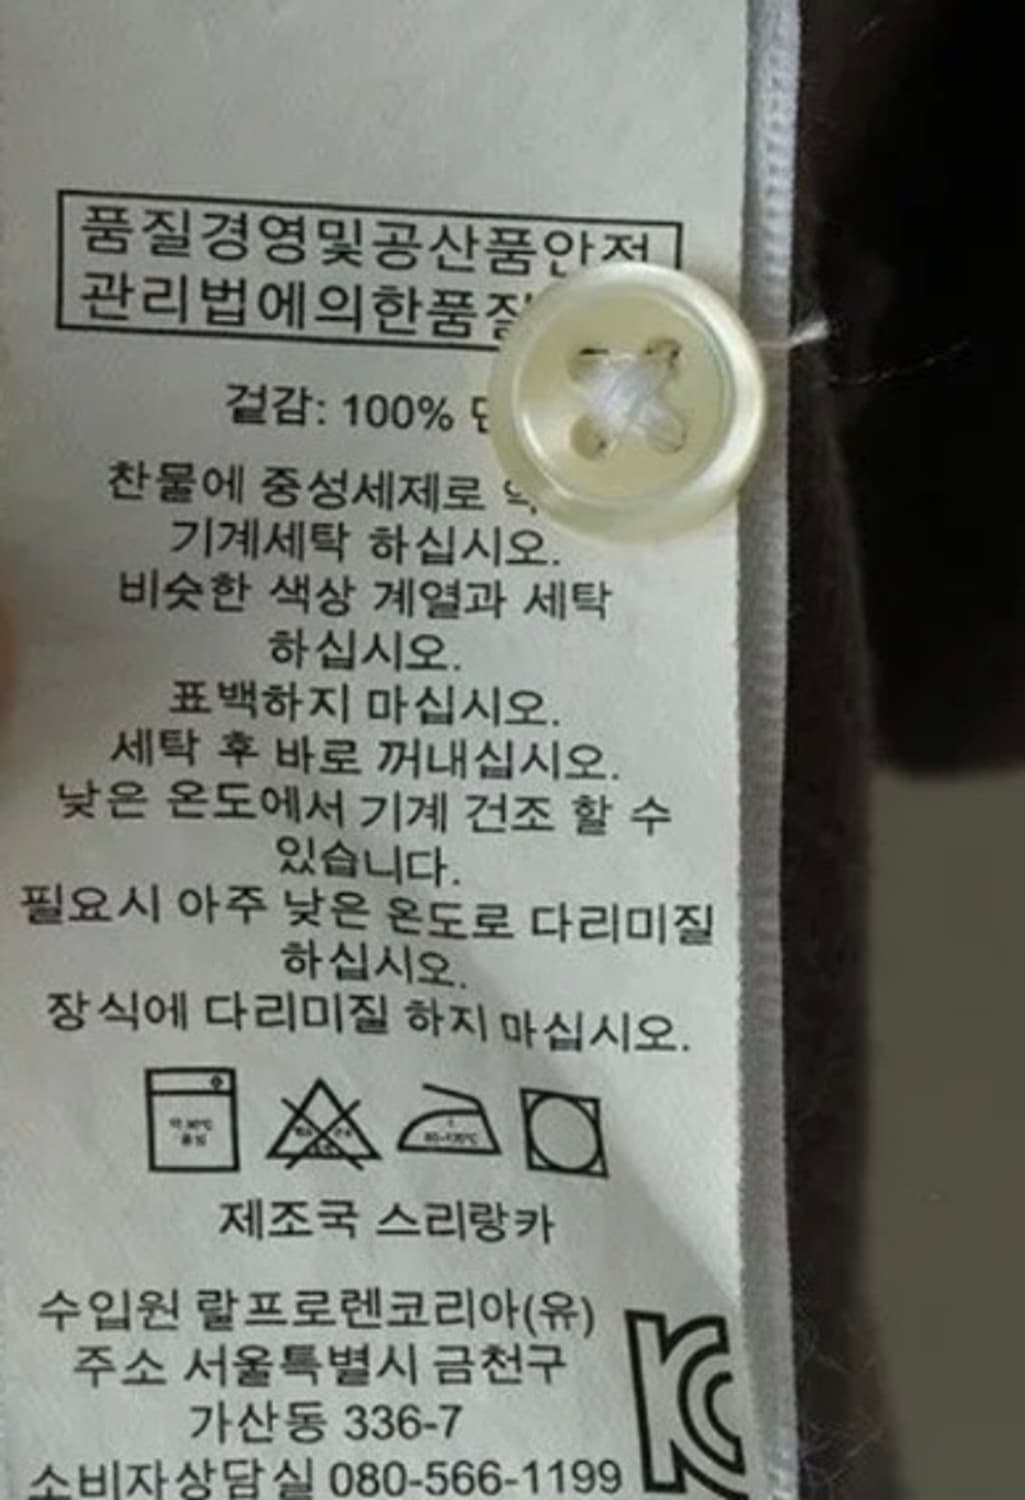 품질경영및공산품안전
관리법에의한품질
겉감: 100%
찬물에 중성세제로
기계세탁 하십시오.
비슷한 색상 계열과 세탁
하십시오.
표백하지 마십시오.
세탁 후 바로 꺼내십시오.
낮은 온도에서 기계 건조 할 수
있습니다.
필요시 아주 낮은 온도로 다리미질
하십시오.
장식에 다리미질 하지 마십시오.
제조국 스리랑카
수입원 랄프로렌코리아(유)
주소 서울특별시 금천구
가산동 336-7
소비자상담실 080-566-1199